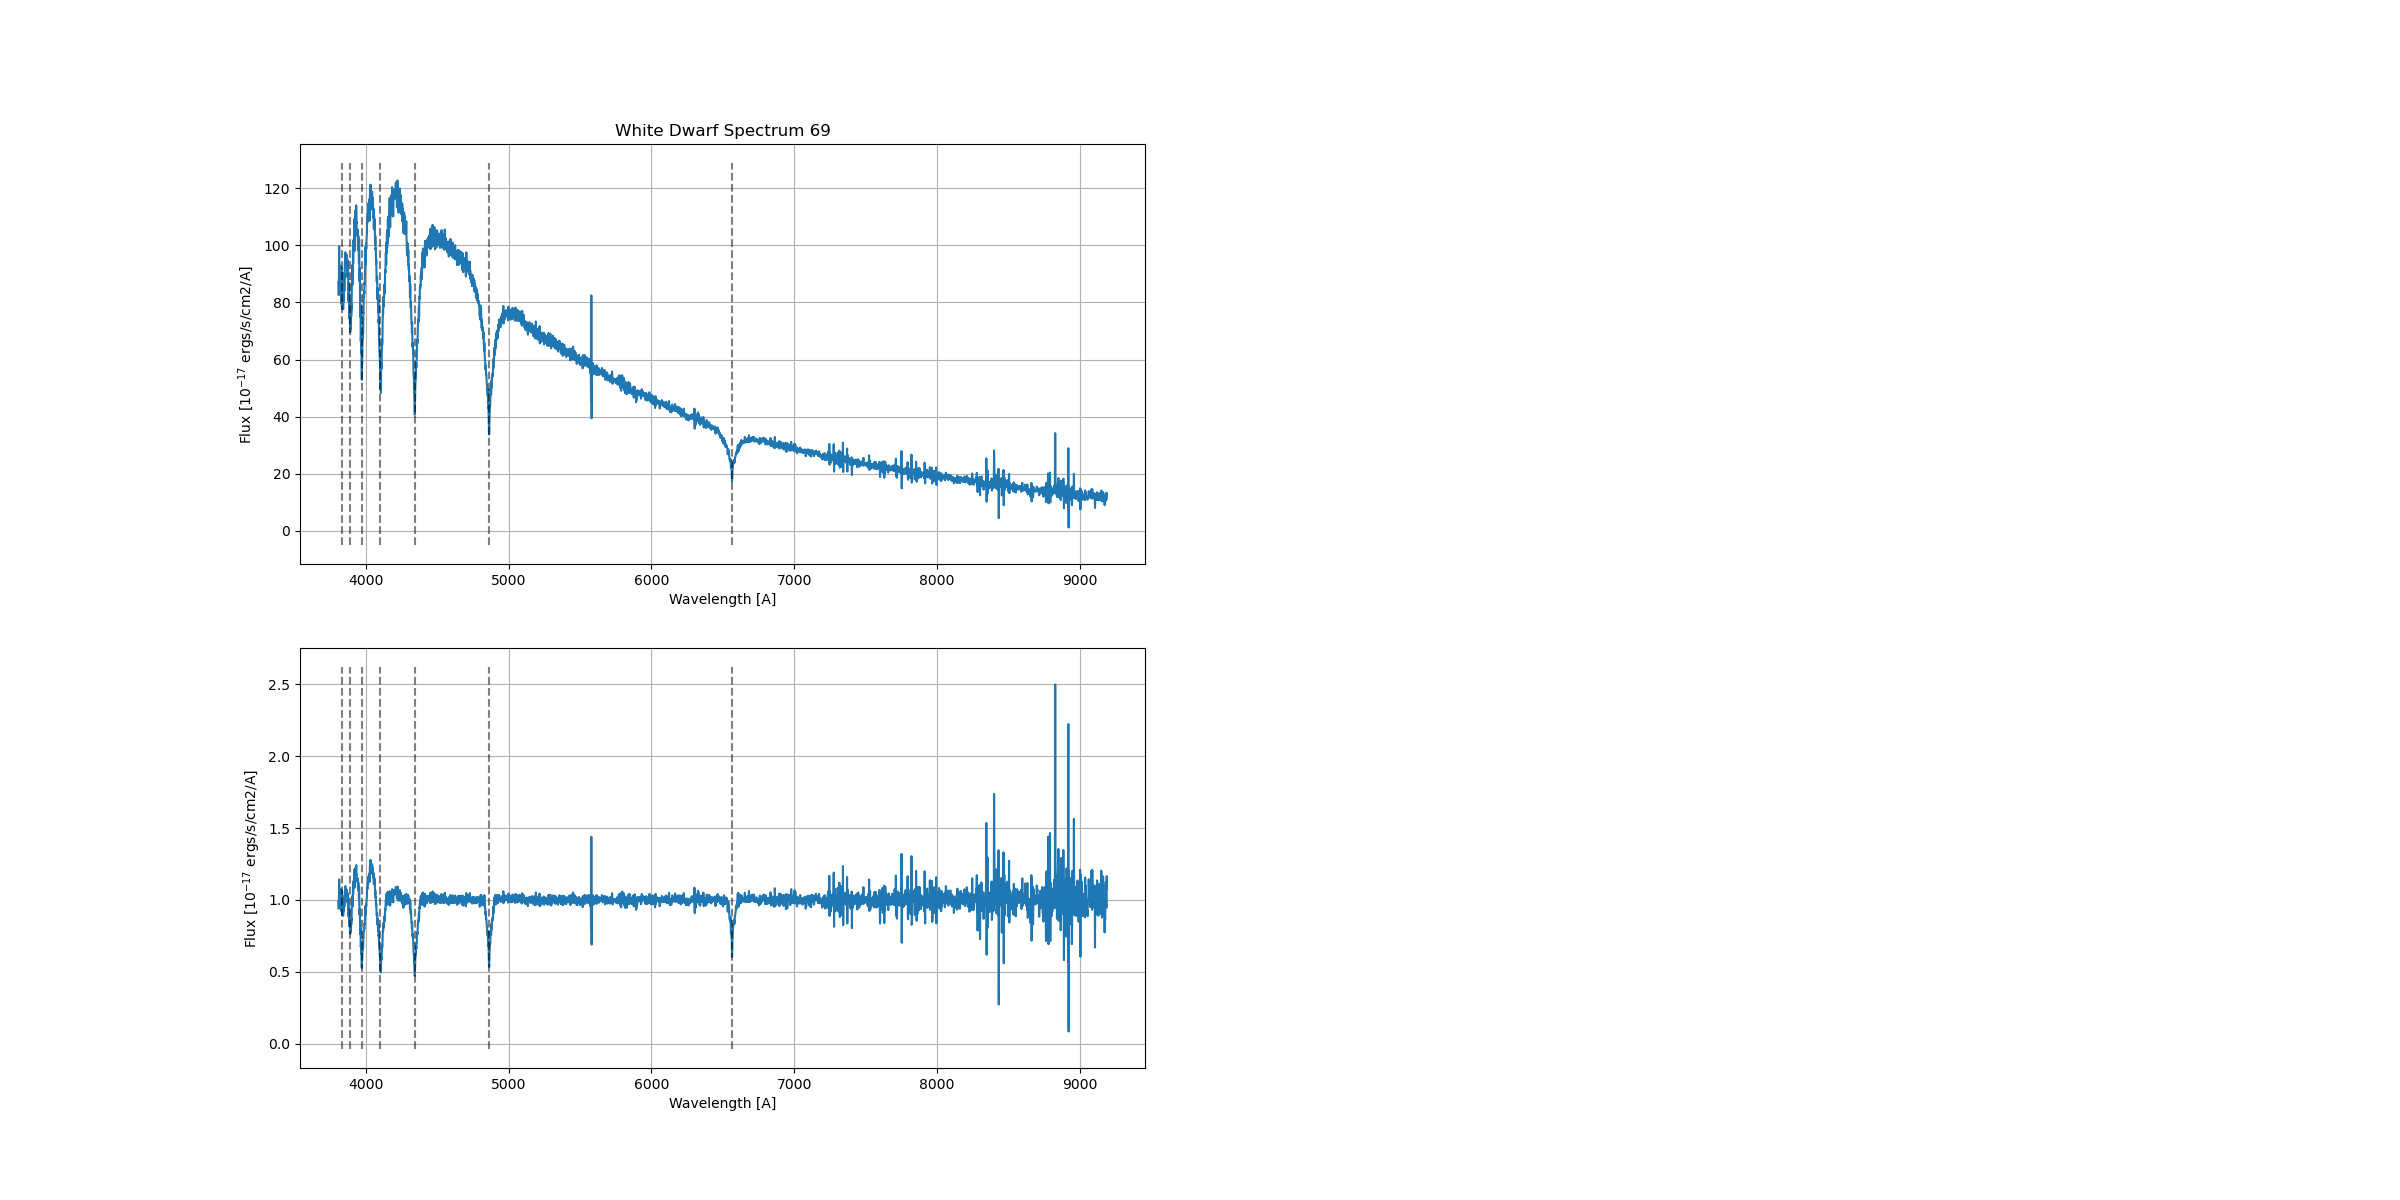 White Dwarf Spectrum 69
120
100
80
60
40
20
0
Flux [10⁻¹⁷ ergs/s/cm2/A]
4000 5000 6000 7000 8000 9000
Wavelength [A]
2.5
2.0
1.5
1.0
0.5
0.0
Flux [10⁻¹⁷ ergs/s/cm2/A]
4000 5000 6000 7000 8000 9000
Wavelength [A]